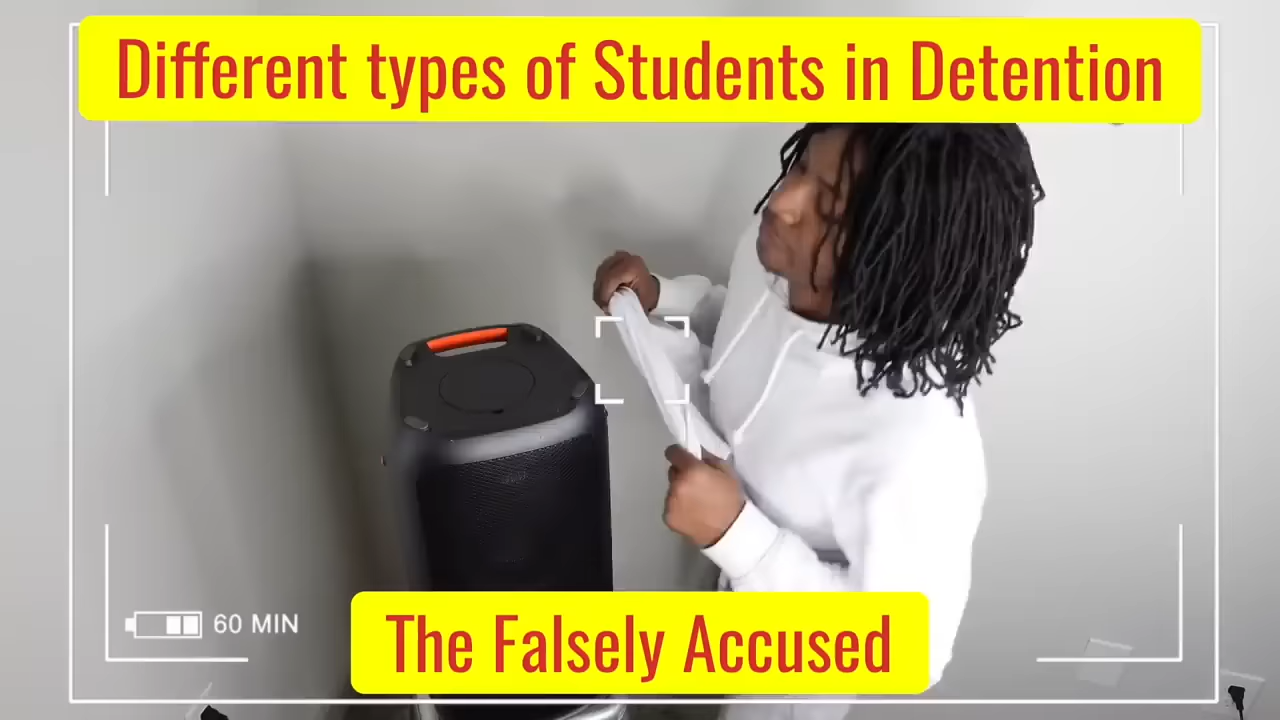 Different types of Students in Detention
60 MIN
The Falsely Accused